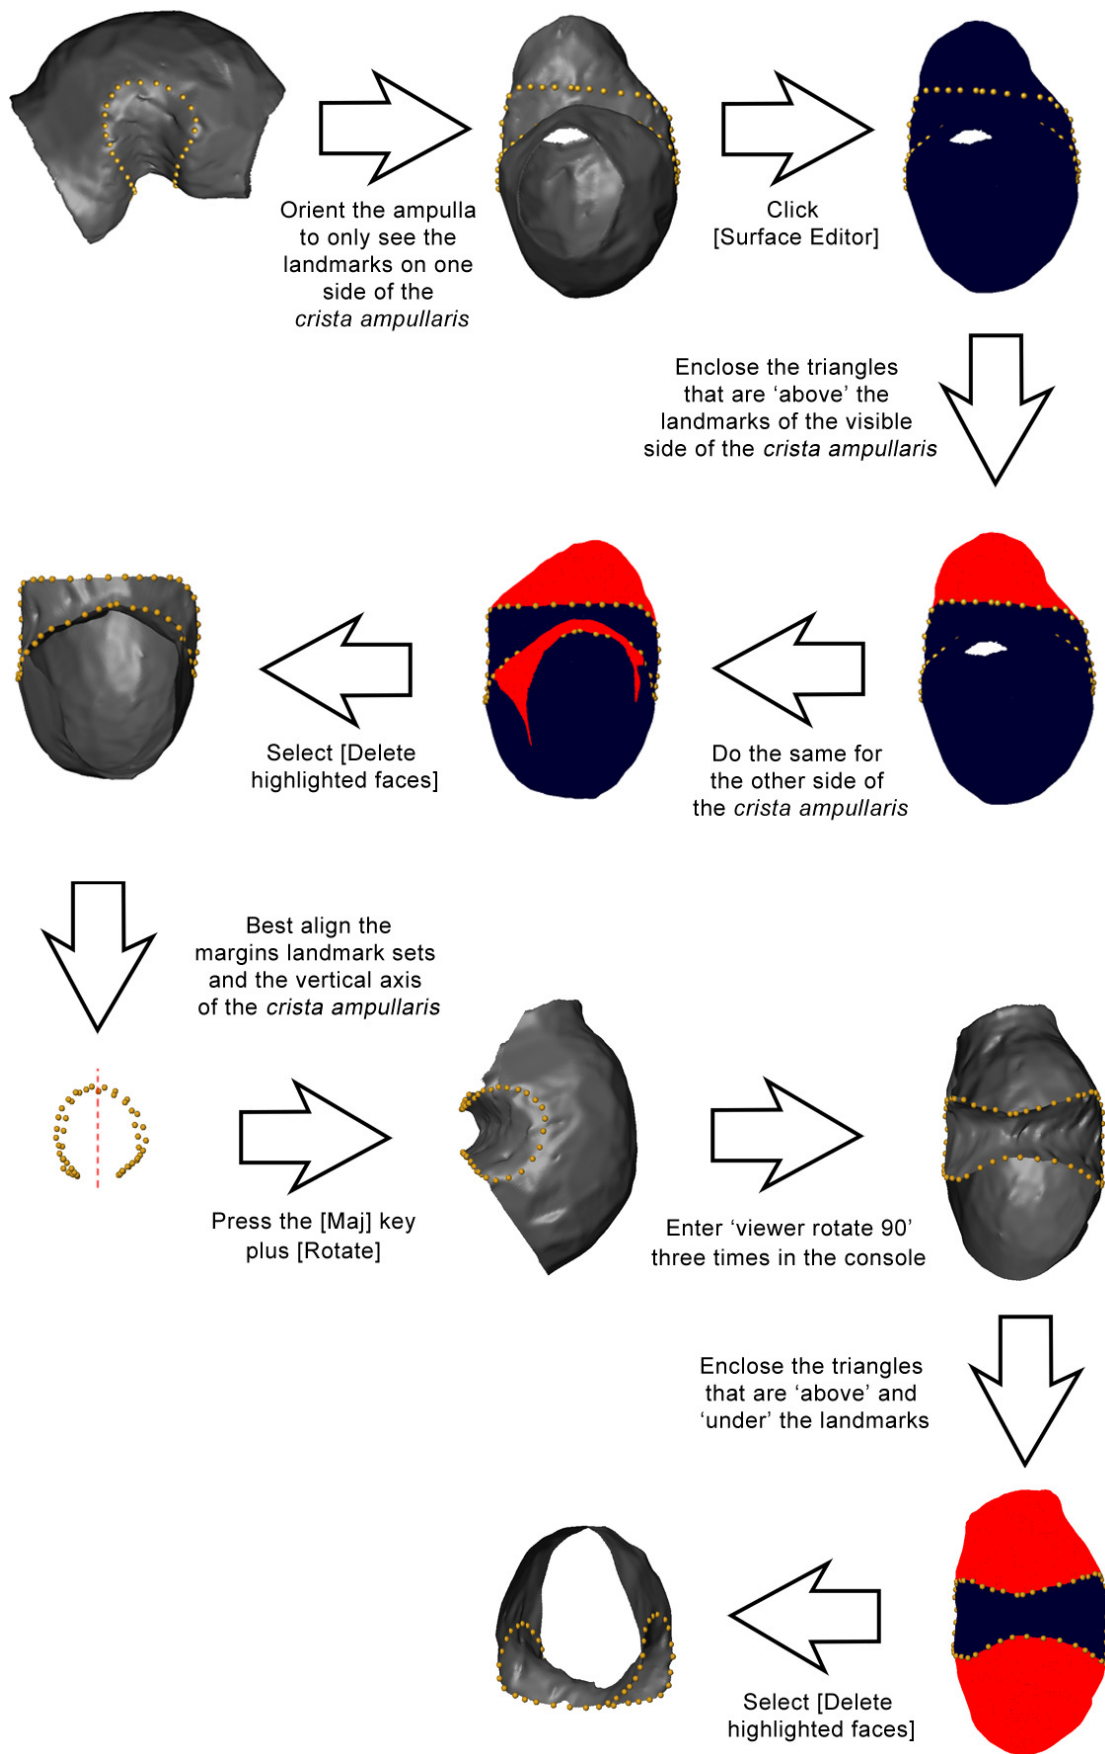 Orient the ampulla
to only see the
landmarks on one
side of the
crista ampullaris
Click
[Surface Editor]
Enclose the triangles
that are ‘above’ the
landmarks of the visible
side of the crista ampullaris
Do the same for
the other side of
the crista ampullaris
Select [Delete
highlighted faces]
Best align the
margins landmark sets
and the vertical axis
of the crista ampullaris
Press the [Maj] key
plus [Rotate]
Enter ‘viewer rotate 90’
three times in the console
Enclose the triangles
that are ‘above’ and
‘under’ the landmarks
Select [Delete
highlighted faces]